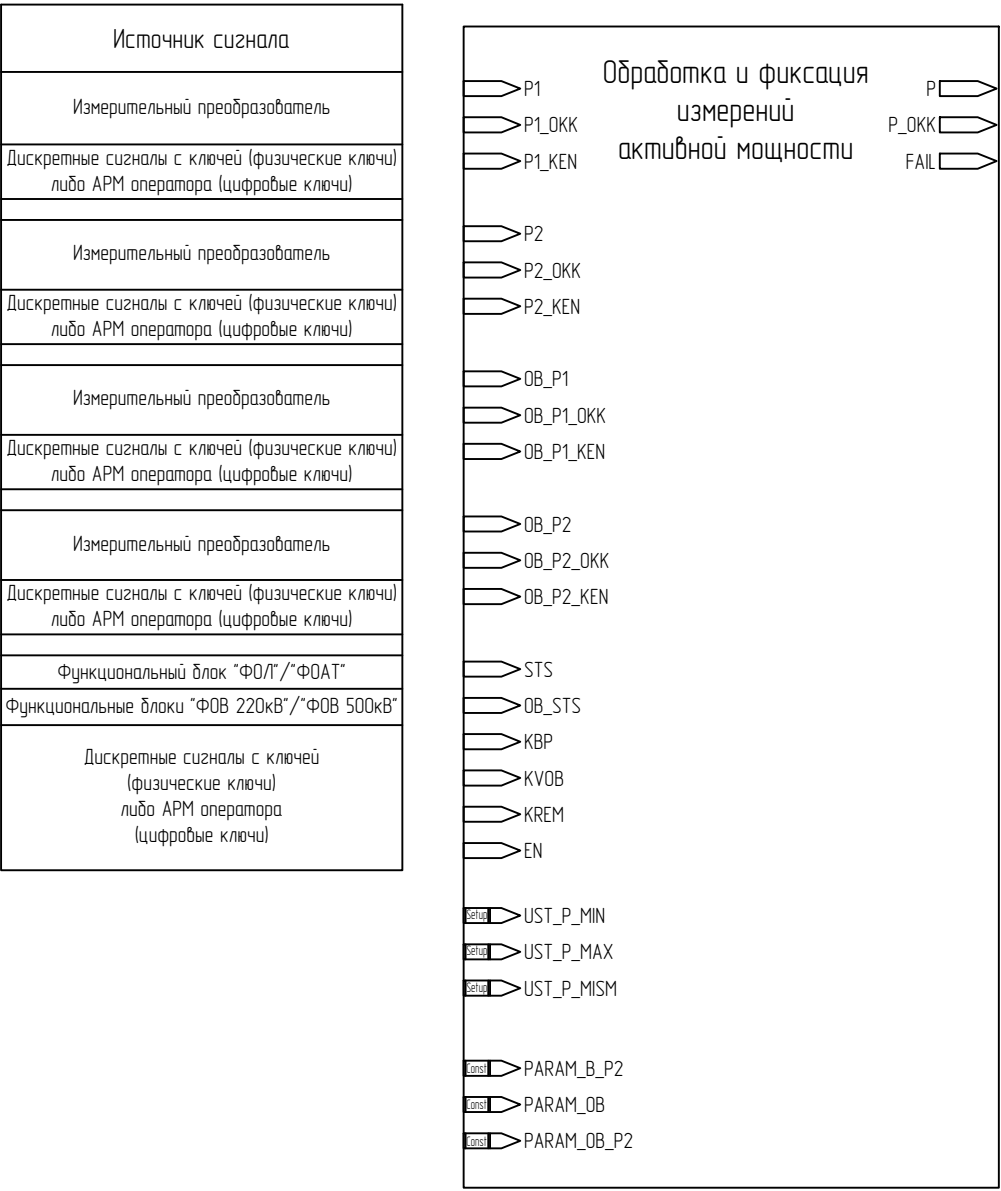 Источник сигнала
Измерительный преобразователь
Дискретные сигналы с ключей (физические ключи)
либо АРМ оператора (цифровые ключи)
Измерительный преобразователь
Дискретные сигналы с ключей (физические ключи)
либо АРМ оператора (цифровые ключи)
Измерительный преобразователь
Дискретные сигналы с ключей (физические ключи)
либо АРМ оператора (цифровые ключи)
Измерительный преобразователь
Дискретные сигналы с ключей (физические ключи)
либо АРМ оператора (цифровые ключи)
Функциональный блок "ФОЛ"/"ФОАТ"
Функциональные блоки "ФОВ 220кВ"/"ФОВ 500кВ"
Дискретные сигналы с ключей
(физические ключи)
либо АРМ оператора
(цифровые ключи)
Обработка и фиксация
измерений
активной мощности
P1
P1_OKK
P1_KEN
P2
P2_OKK
P2_KEN
OB_P1
OB_P1_OKK
OB_P1_KEN
OB_P2
OB_P2_OKK
OB_P2_KEN
STS
OB_STS
KBP
KVOB
KREM
EN
Setup UST_P_MIN
Setup UST_P_MAX
Setup UST_P_MISM
Const PARAM_B_P2
Const PARAM_OB
Const PARAM_OB_P2
P
P_OKK
FAIL